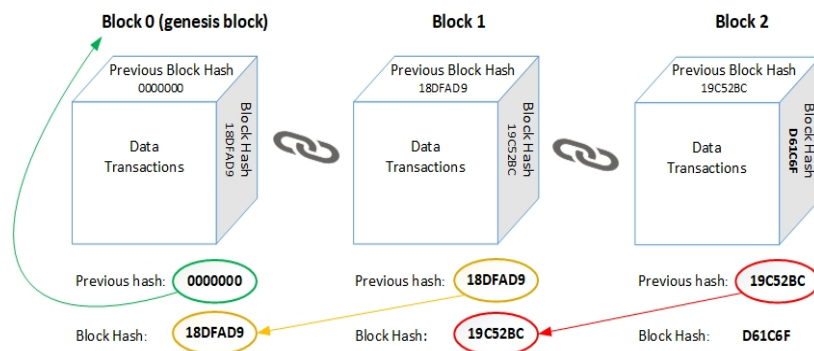 Block 0 (genesis block)
Previous Block Hash
0000000
Data
Transactions
Block Hash
18DFAD9
Previous hash: 0000000
Block Hash: 18DFAD9
Block 1
Previous Block Hash
18DFAD9
Data
Transactions
Block Hash
19C52BC
Previous hash: 18DFAD9
Block Hash: 19C52BC
Block 2
Previous Block Hash
19C52BC
Data
Transactions
Block Hash
D61C6F
Previous hash: 19C52BC
Block Hash: D61C6F